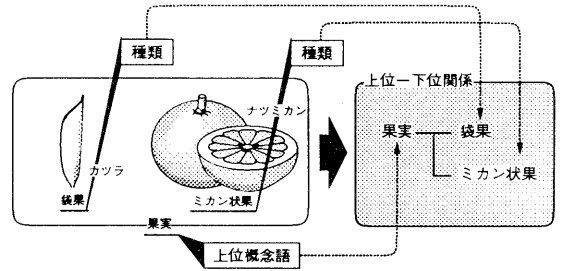 種類
種類
上位ー下位関係
ナツミカン
果実
袋果
カツラ
ミカン状果
袋果
ミカン状果
果実
上位概念語